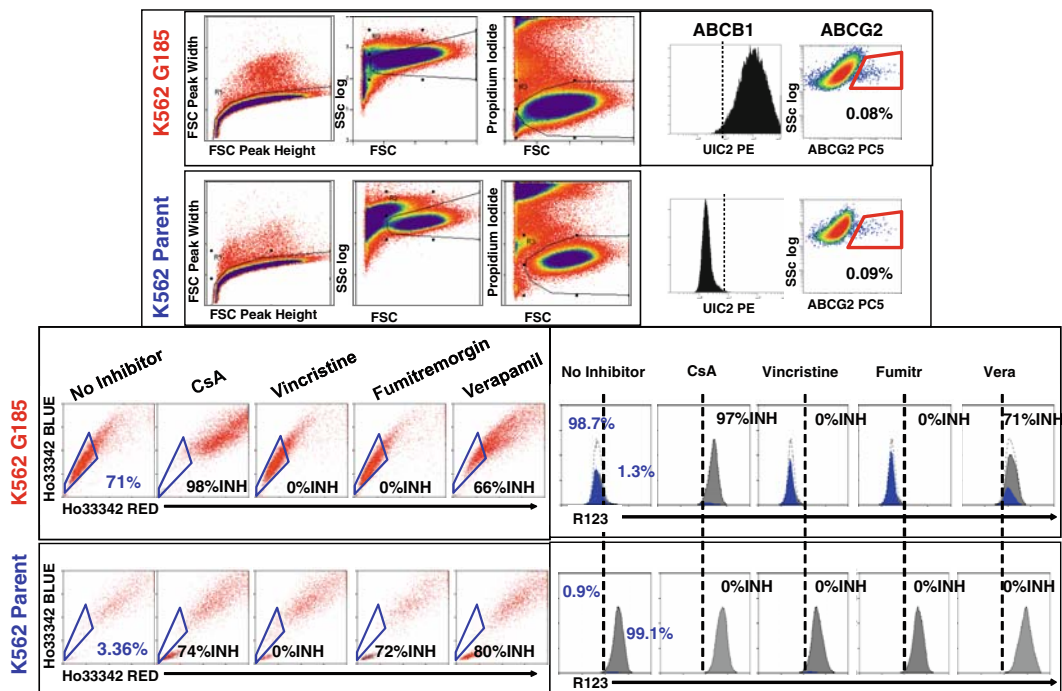 ABCB1
ABCG2
K562 G185
FSC Peak Width
R1
FSC Peak Height
SSc log
FSC
Propidium Iodide
R3
FSC
UIC2 PE
SSc log
0.08%
ABCG2 PC5
K562 Parent
FSC Peak Width
FSC Peak Height
SSc log
FSC
Propidium Iodide
FSC
UIC2 PE
SSc log
0.09%
ABCG2 PC5
No Inhibitor
CsA
Vincristine
Fumitremorgin
Verapamil
K562 G185
Ho33342 BLUE
71%
98%INH
0%INH
0%INH
66%INH
Ho33342 RED
No Inhibitor
CsA
Vincristine
Fumitr
Vera
98.7%
1.3%
97%INH
0%INH
0%INH
71%INH
R123
K562 Parent
Ho33342 BLUE
3.36%
74%INH
0%INH
72%INH
80%INH
Ho33342 RED
0.9%
99.1%
0%INH
0%INH
0%INH
0%INH
R123